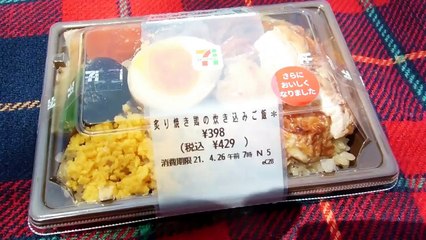 さらに
おいしく
なりました
炙り焼き鶏の炊き込みご飯*
¥398
(税込 ¥429 )
消費期限 21. 4.26 午前 7時 N 5
eC28